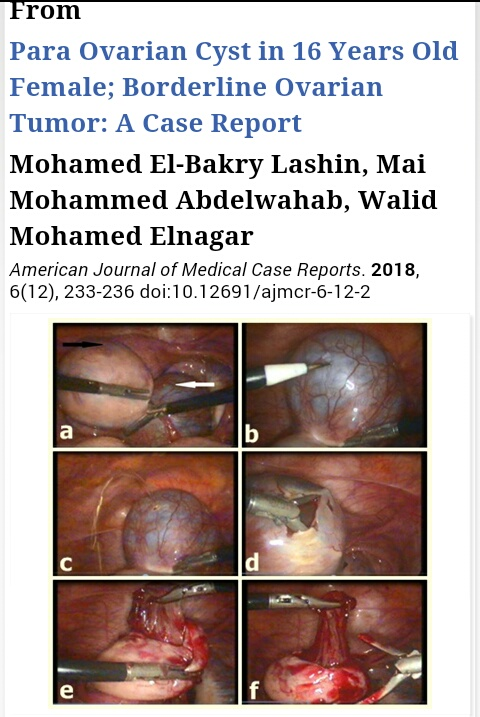 From
Para Ovarian Cyst in 16 Years Old
Female; Borderline Ovarian
Tumor: A Case Report
Mohamed El-Bakry Lashin, Mai
Mohammed Abdelwahab, Walid
Mohamed Elnagar
American Journal of Medical Case Reports. 2018,
6(12), 233-236 doi:10.12691/ajmcr-6-12-2
a
b
c
d
e
f